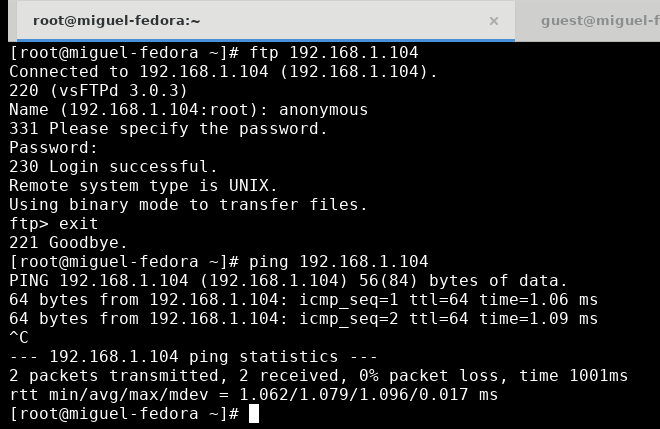 root@miguel-fedora:~ × guest@miguel-f
[root@miguel-fedora ~]# ftp 192.168.1.104
Connected to 192.168.1.104 (192.168.1.104).
220 (vsFTPd 3.0.3)
Name (192.168.1.104:root): anonymous
331 Please specify the password.
Password:
230 Login successful.
Remote system type is UNIX.
Using binary mode to transfer files.
ftp> exit
221 Goodbye.
[root@miguel-fedora ~]# ping 192.168.1.104
PING 192.168.1.104 (192.168.1.104) 56(84) bytes of data.
64 bytes from 192.168.1.104: icmp_seq=1 ttl=64 time=1.06 ms
64 bytes from 192.168.1.104: icmp_seq=2 ttl=64 time=1.09 ms
^C
--- 192.168.1.104 ping statistics ---
2 packets transmitted, 2 received, 0% packet loss, time 1001ms
rtt min/avg/max/mdev = 1.062/1.079/1.096/0.017 ms
[root@miguel-fedora ~]#